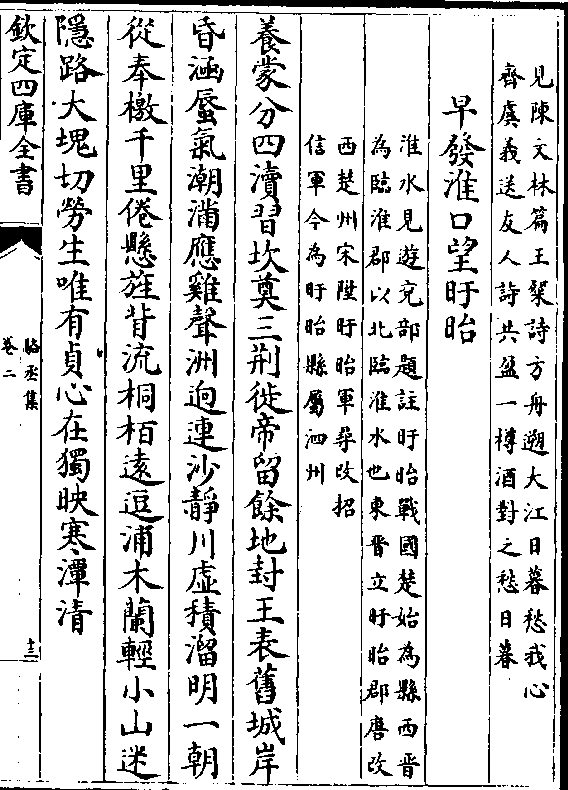 見陳文林篇王粲詩方舟遡大江日暮愁我心
齊虞義送友人詩共盈一樽酒對之愁日暮
早發淮口望盱眙
淮水見遊兖部題註盱眙戰國楚始為縣西晋
為臨淮郡以北臨淮水也東晋立盱眙郡唐改
西楚州宋陞盱眙軍尋改招
信軍今為盱眙縣屬泗州
養蒙分四瀆習坎奠三荆徙帝留餘地封王表舊城岸
昏涵蜃氣潮滿應雞聲洲迥連沙靜川虚積溜明一朝
從奉檄千里倦懸旌背流桐栢遠逗浦木蘭輕小山迷
隱路大塊切勞生唯有貞心在獨映寒潭清
欽定四庫全書
駱丞集
卷二
十三